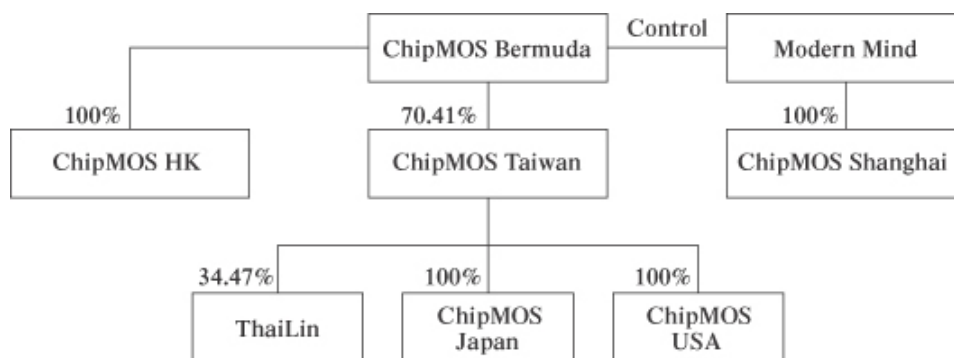 Control
ChipMOS Bermuda
Modern Mind
100%
70.41%
100%
ChipMOS HK
ChipMOS Taiwan
ChipMOS Shanghai
34.47%
100%
100%
ThaiLin
ChipMOS
Japan
ChipMOS
USA